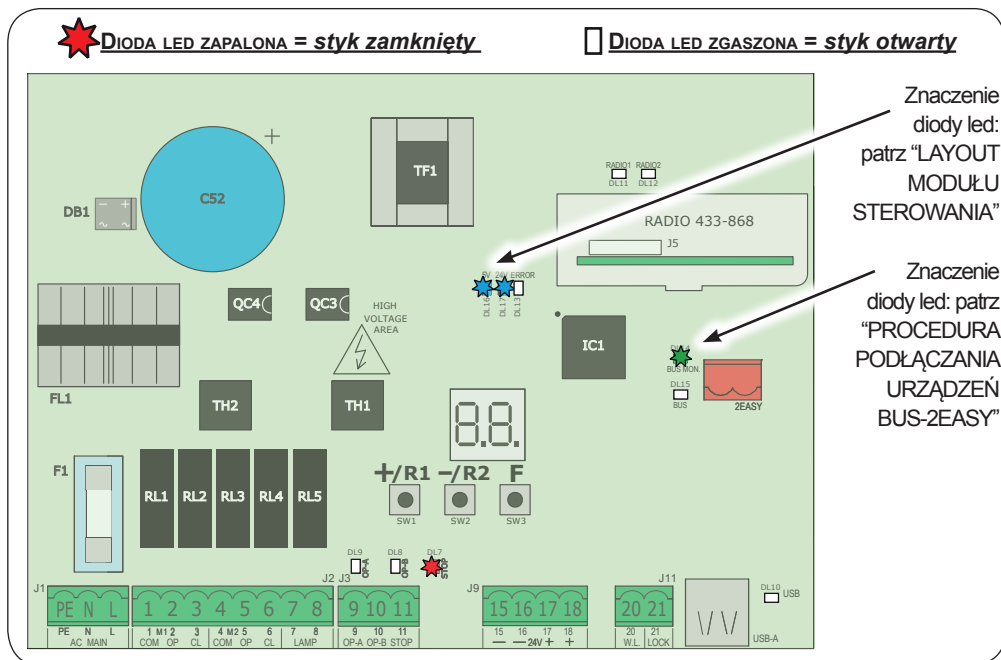 DIODA LED ZAPALONA = styk zamknięty
DIODA LED ZGASZONA = styk otwarty
Znaczenie
diody led:
patrz “LAYOUT
MODUŁU
STEROWANIA”
Znaczenie
diody led: patrz
“PROCEDURA
PODŁĄCZANIA
URZĄDZEŃ
BUS-2EASY”
+
TF1
C52
DB1
RADIO1 RADIO2
DL11 DL12
RADIO 433-868
J5
5V 24V ERROR
DL16 DL17 DL13
QC4 QC3
HIGH
VOLTAGE
AREA
IC1
DL14
BUS MON.
DL15
BUS
2EASY
FL1
TH2 TH1
8.8.
F1
+/R1 -/R2 F
SW1 SW2 SW3
RL1 RL2 RL3 RL4 RL5
DL9 DL8 DL7
OP-A OP-B STOP
J1 J2 J3 J9 J11
DL10 USB
PE N L 1 2 3 4 5 6 7 8 9 10 11 15 16 17 18 20 21
PE N L 1 M1 2 3 4 M2 5 6 7 8 9 10 11 15 16 17 18 20 21
AC MAIN COM OP CL COM OP CL LAMP OP-A OP-B STOP — — 24V + + W.L. LOCK
USB-A